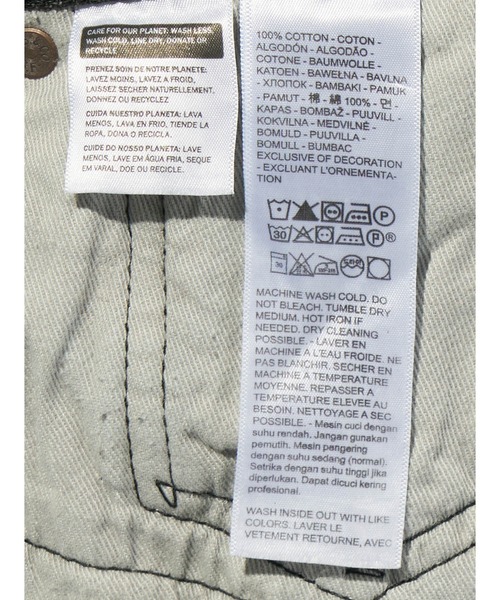 CARE FOR OUR PLANET: WASH LESS,
WASH COLD, LINE DRY, DONATE OR
RECYCLE
PRENEZ SOIN DE NOTRE PLANETE:
LAVEZ MOINS, LAVEZ A FROID,
LAISSEZ SECHER NATURELLEMENT,
DONNEZ OU RECYCLEZ
CUIDA NUESTRO PLANETA: LAVA
MENOS, LAVA EN FRIO, TIENDE LA
ROPA, DONA O RECICLA.
CUIDE DO NOSSO PLANETA: LAVE
MENOS, LAVE EM ÁGUA FRIA, SEQUE
EM VARAL, DOE OU RECICLE.
100% COTTON - COTON -
ALGODÓN - ALGODÃO -
COTONE - BAUMWOLLE -
KATOEN - BAWEŁNA - BAVLNA
- ХЛОПОК - BAMBAKI - PAMUK
- PAMUT - 棉 - 綿 100% - 면 -
KAPAS - BOMBAŽ - PUUVILL -
KOKVILNA - MEDVILNĖ -
BOMULD - PUUVILLA -
BOMULL - BUMBAC
EXCLUSIVE OF DECORATION
- EXCLUANT L'ORNEMENTA-
TION
P
30 P®
MACHINE WASH COLD. DO
NOT BLEACH. TUMBLE DRY
MEDIUM. HOT IRON IF
NEEDED. DRY CLEANING
POSSIBLE. - LAVER EN
MACHINE A L'EAU FROIDE. NE
PAS BLANCHIR. SECHER EN
MACHINE A TEMPERATURE
MOYENNE. REPASSER A
TEMPERATURE ELEVEE AU
BESOIN. NETTOYAGE A SEC
POSSIBLE. - Mesin cuci dengan
suhu rendah. Jangan gunakan
pemutih. Mesin pengering
dengan suhu sedang (normal).
Setrika dengan suhu tinggi jika
diperlukan. Dapat dicuci kering
profesional.
WASH INSIDE OUT WITH LIKE
COLORS. LAVER LE
VETEMENT RETOURNE, AVEC